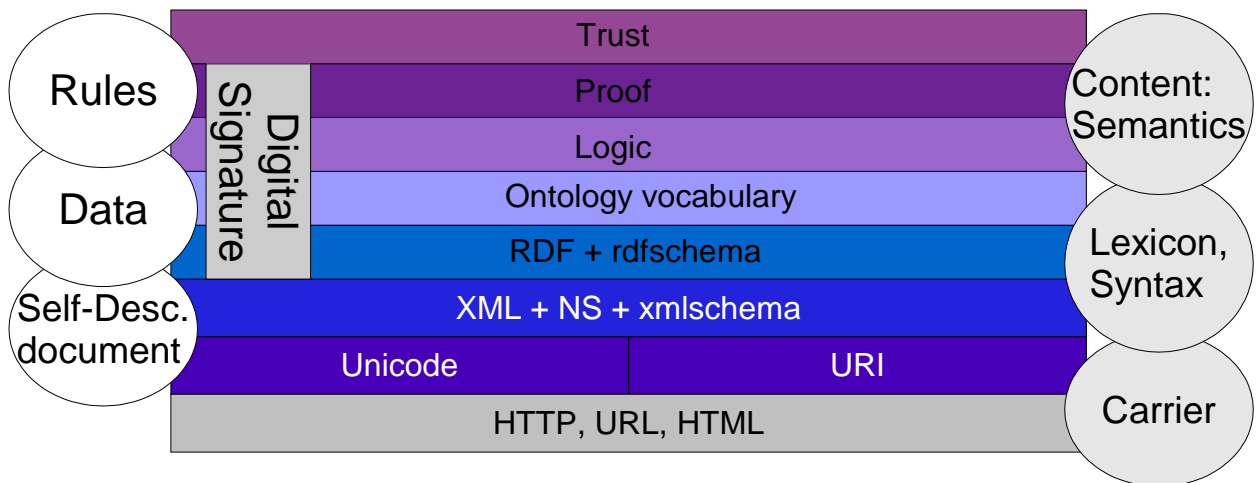 Trust
Rules
Proof
Content:
Semantics
Digital
Signature
Logic
Data
Ontology vocabulary
RDF + rdfschema
Lexicon,
Syntax
Self-Desc.
document
XML + NS + xmlschema
Unicode
URI
Carrier
HTTP, URL, HTML